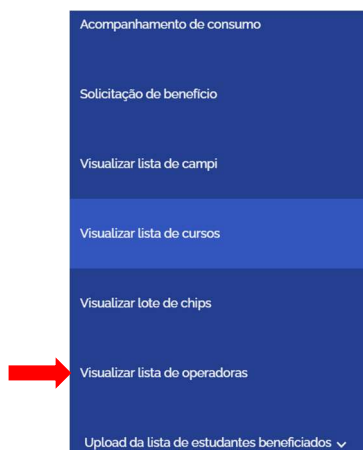 Acompanhamento de consumo
Solicitação de benefício
Visualizar lista de campi
Visualizar lista de cursos
Visualizar lote de chips
Visualizar lista de operadoras
Upload da lista de estudantes beneficiados